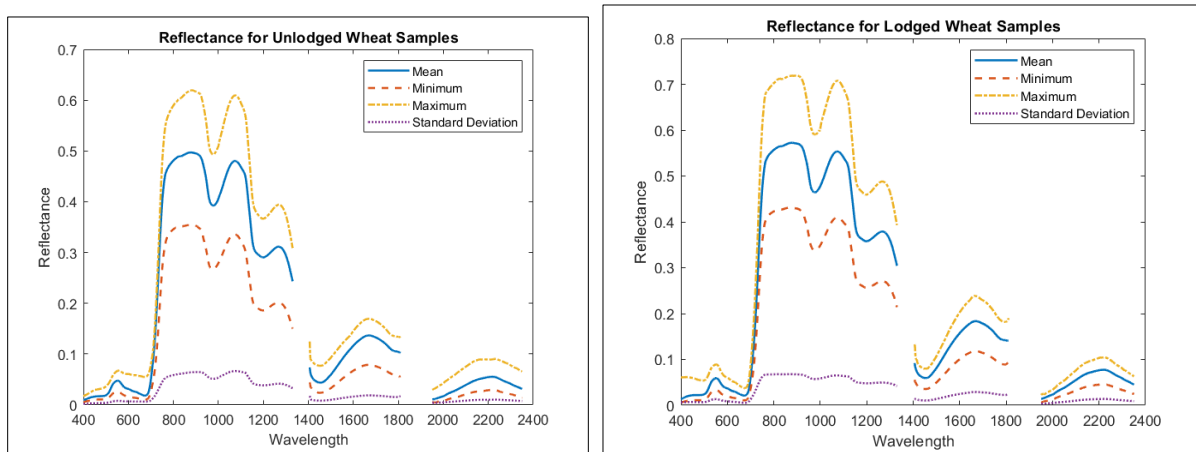 Reflectance for Unlodged Wheat Samples
0.7
0.6
0.5
0.4
0.3
0.2
0.1
0
Reflectance
Mean
Minimum
Maximum
Standard Deviation
400 600 800 1000 1200 1400 1600 1800 2000 2200 2400
Wavelength
Reflectance for Lodged Wheat Samples
0.8
0.7
0.6
0.5
0.4
0.3
0.2
0.1
0
Reflectance
Mean
Minimum
Maximum
Standard Deviation
400 600 800 1000 1200 1400 1600 1800 2000 2200 2400
Wavelength